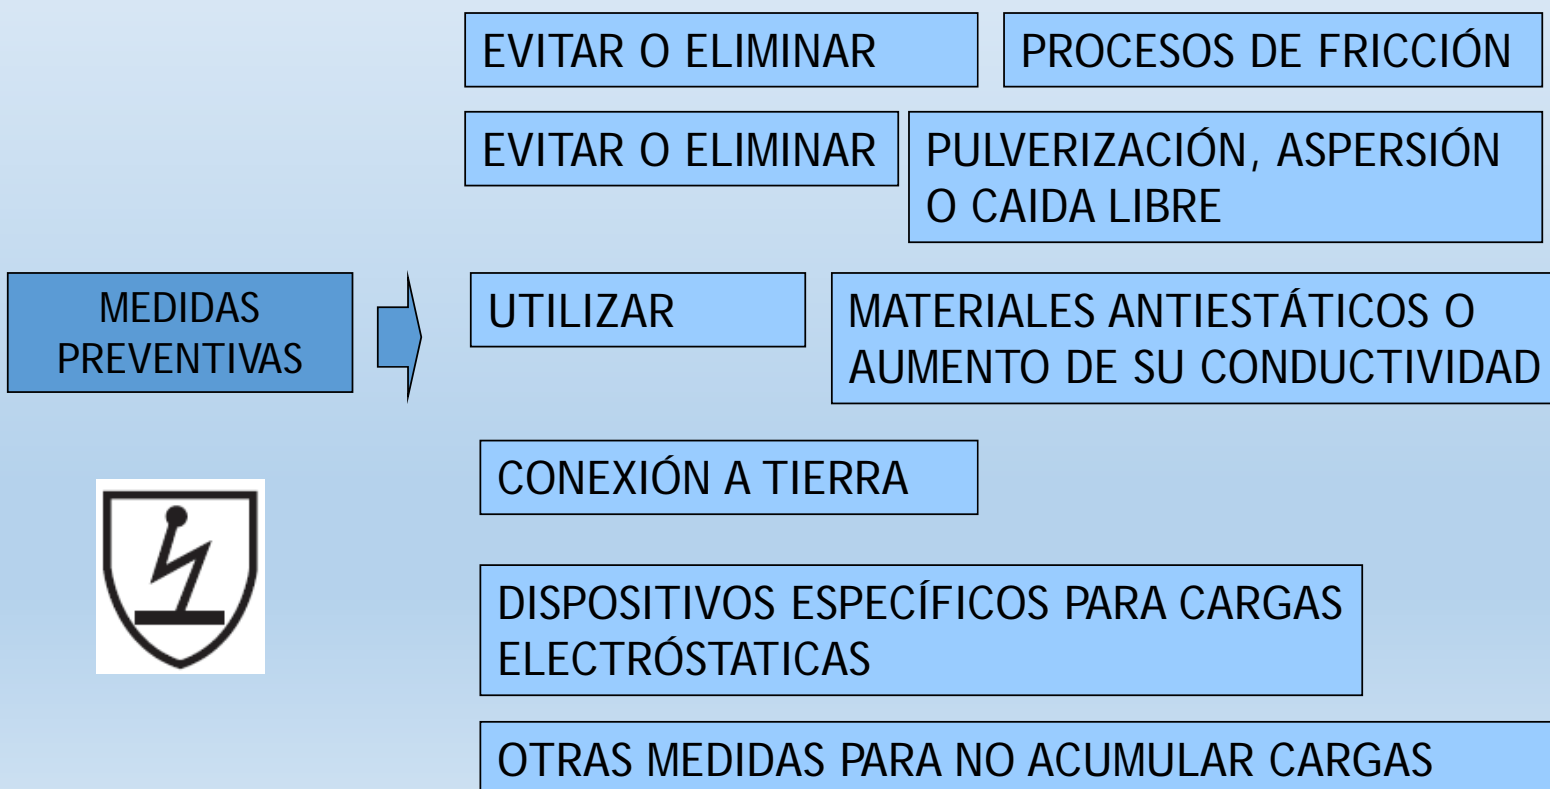 EVITAR O ELIMINAR
PROCESOS DE FRICCIÓN
EVITAR O ELIMINAR
PULVERIZACIÓN, ASPERSIÓN
O CAIDA LIBRE
MEDIDAS
PREVENTIVAS
UTILIZAR
MATERIALES ANTIESTÁTICOS O
AUMENTO DE SU CONDUCTIVIDAD
CONEXIÓN A TIERRA
DISPOSITIVOS ESPECÍFICOS PARA CARGAS
ELECTRÓSTATICAS
OTRAS MEDIDAS PARA NO ACUMULAR CARGAS